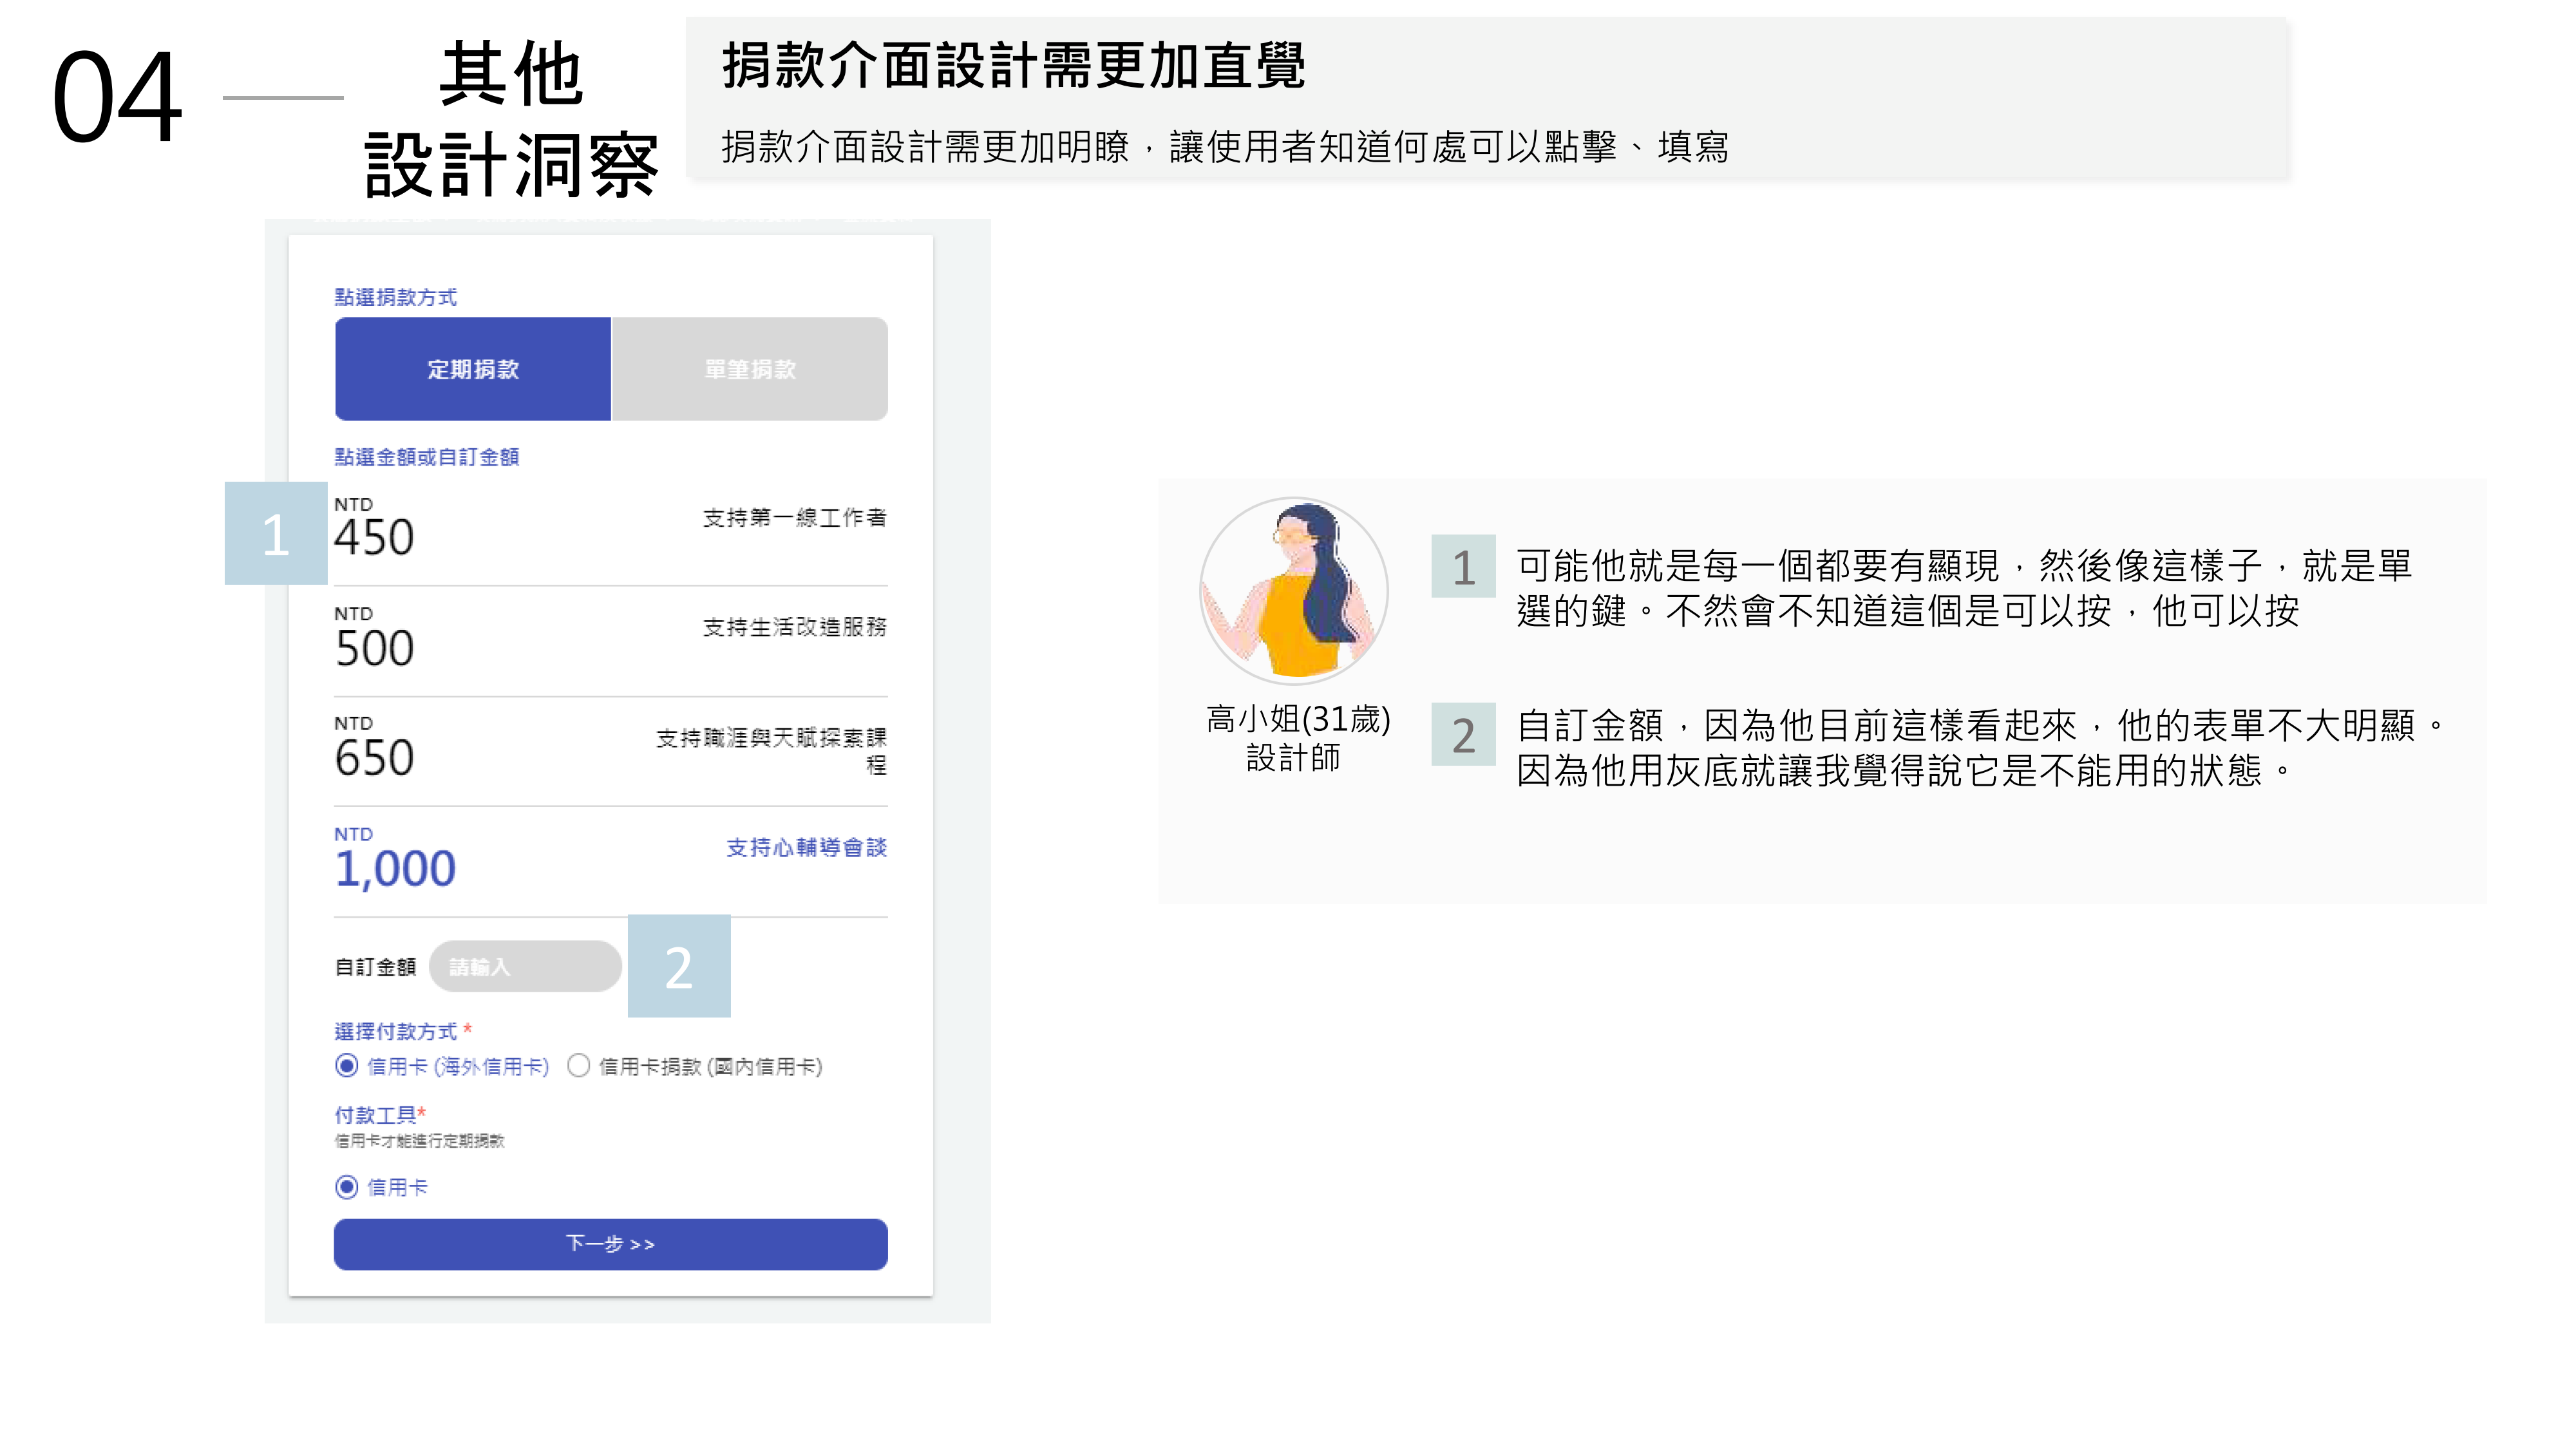 04
其他
設計洞察
捐款介面設計需更加直覺
捐款介面設計需更加明瞭，讓使用者知道何處可以點擊、填寫
點選捐款方式
定期捐款
單筆捐款
點選金額或自訂金額
1
NTD
450
支持第一線工作者
NTD
500
支持生活改造服務
NTD
650
支持職涯與天賦探索課
程
NTD
1,000
支持心輔導會談
自訂金額
請輸入
2
選擇付款方式 *
信用卡 (海外信用卡)
信用卡捐款 (國內信用卡)
付款工具*
信用卡才能進行定期捐款
信用卡
下一步 >>
高小姐(31歲)
設計師
1
可能他就是每一個都要有顯現，然後像這樣子，就是單
選的鍵。不然會不知道這個是可以按，他可以按
2
自訂金額，因為他目前這樣看起來，他的表單不大明顯。
因為他用灰底就讓我覺得說它是不能用的狀態。